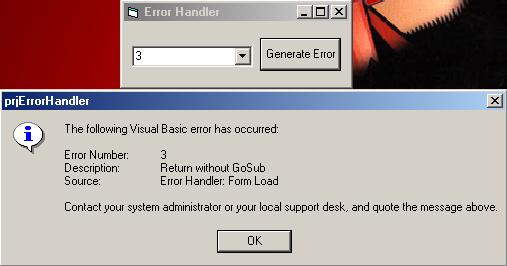 Error Handler
3
Generate Error
prjErrorHandler
The following Visual Basic error has occurred:
Error Number: 3
Description: Return without GoSub
Source: Error Handler: Form Load
Contact your system administrator or your local support desk, and quote the message above.
OK